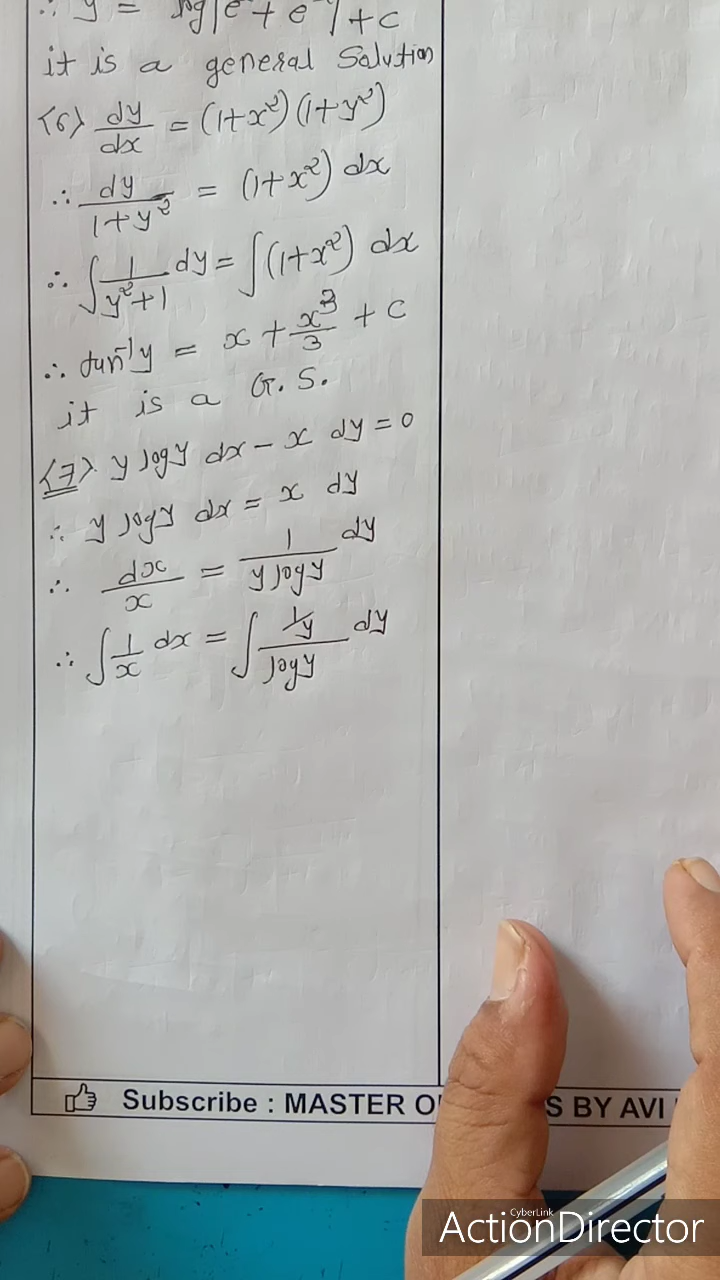 ∴ y = log|e + e | + c
it is a general Solution
<6> dy/dx = (1+x²)(1+y²)
∴ dy/1+y² = (1+x²) dx
∴ ∫ 1/y²+1 dy = ∫(1+x²) dx
∴ tan⁻¹y = x + x³/3 + c
it is a G.S.
<7> y logy dx - x dy = 0
∴ y logy dx = x dy
∴ dx/x = 1/y logy dy
∴ ∫ 1/x dx = ∫ 1/y/logy dy
Subscribe : MASTER O S BY AVI
CyberLink
ActionDirector